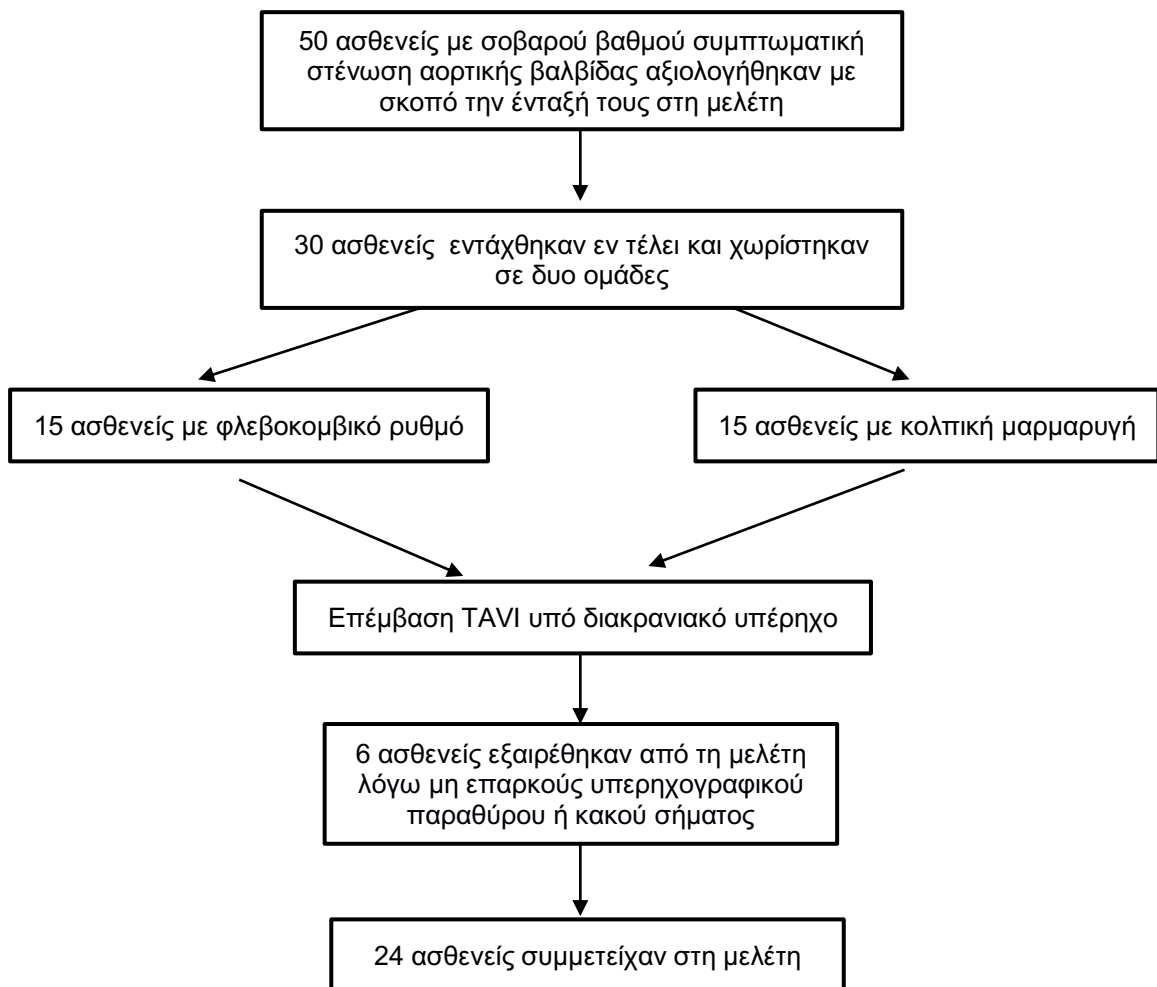 50 ασθενείς με σοβαρού βαθμού συμπτωματική
στένωση αορτικής βαλβίδας αξιολογήθηκαν με
σκοπό την ένταξή τους στη μελέτη
30 ασθενείς εντάχθηκαν εν τέλει και χωρίστηκαν
σε δυο ομάδες
15 ασθενείς με φλεβοκομβικό ρυθμό
15 ασθενείς με κολπική μαρμαρυγή
Επέμβαση TAVI υπό διακρανιακό υπέρηχο
6 ασθενείς εξαιρέθηκαν από τη μελέτη
λόγω μη επαρκούς υπερηχογραφικού
παραθύρου ή κακού σήματος
24 ασθενείς συμμετείχαν στη μελέτη